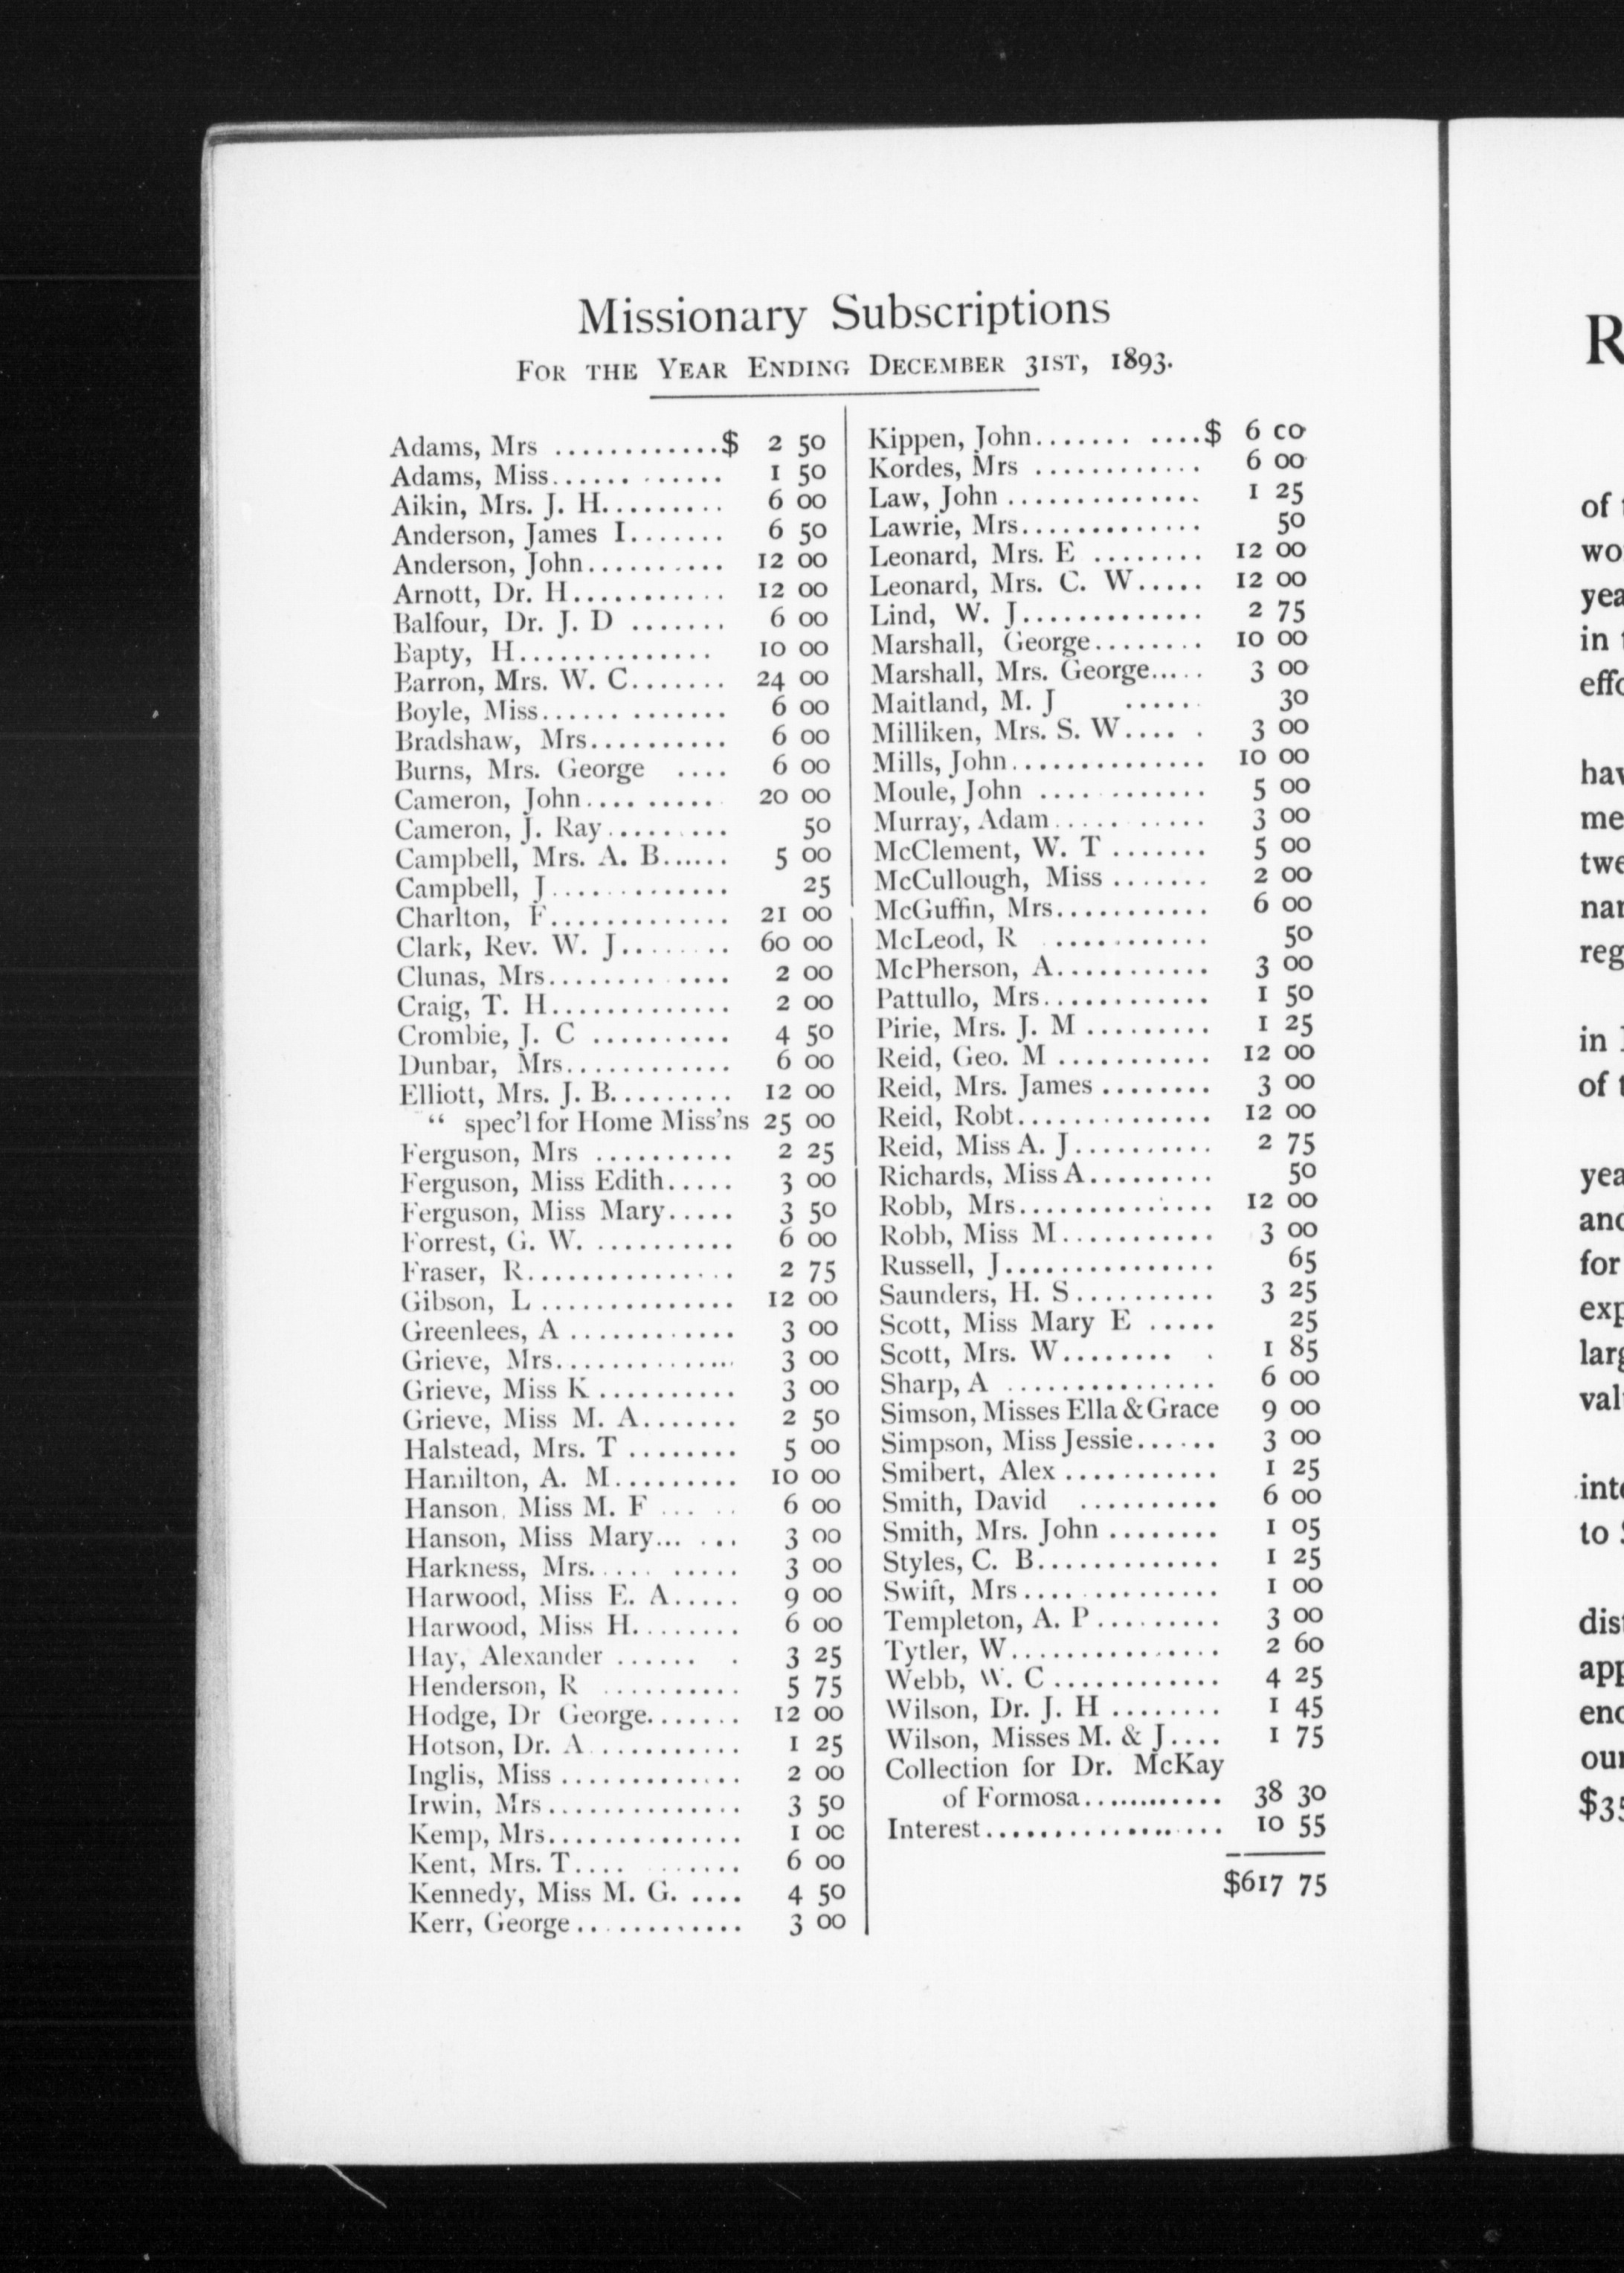 Missionary Subscriptions
FOR THE YEAR ENDING DECEMBER 31ST, 1893.
Adams, Mrs ............$ 2 50
Adams, Miss............ 1 50
Aikin, Mrs. J. H......... 6 00
Anderson, James I....... 6 50
Anderson, John.......... 12 00
Arnott, Dr. H........... 12 00
Balfour, Dr. J. D ....... 6 00
Bapty, H.............. 10 00
Barron, Mrs. W. C....... 24 00
Boyle, Miss............. 6 00
Bradshaw, Mrs.......... 6 00
Burns, Mrs. George .... 6 00
Cameron, John......... 20 00
Cameron, J. Ray......... 50
Campbell, Mrs. A. B...... 5 00
Campbell, J............. 25
Charlton, F............. 21 00
Clark, Rev. W. J........ 60 00
Clunas, Mrs............. 2 00
Craig, T. H............. 2 00
Crombie, J. C .......... 4 50
Dunbar, Mrs............ 6 00
Elliott, Mrs. J. B......... 12 00
“ spec'l for Home Miss'ns 25 00
Ferguson, Mrs .......... 2 25
Ferguson, Miss Edith..... 3 00
Ferguson, Miss Mary..... 3 50
Forrest, G. W. .......... 6 00
Fraser, R............... 2 75
Gibson, L .............. 12 00
Greenlees, A ............ 3 00
Grieve, Mrs.............. 3 00
Grieve, Miss K .......... 3 00
Grieve, Miss M. A....... 2 50
Halstead, Mrs. T ........ 5 00
Hamilton, A. M......... 10 00
Hanson, Miss M. F ... .. 6 00
Hanson, Miss Mary... ... 3 00
Harkness, Mrs..... ..... 3 00
Harwood, Miss E. A..... 9 00
Harwood, Miss H........ 6 00
Hay, Alexander ...... . 3 25
Henderson, R .......... 5 75
Hodge, Dr George....... 12 00
Hotson, Dr. A........... 1 25
Inglis, Miss ............. 2 00
Irwin, Mrs.............. 3 50
Kemp, Mrs.............. 1 00
Kent, Mrs. T.... ....... 6 00
Kennedy, Miss M. G. .... 4 50
Kerr, George............ 3 00
Kippen, John....... ....$ 6 00
Kordes, Mrs ............ 6 00
Law, John .............. 1 25
Lawrie, Mrs............. 50
Leonard, Mrs. E ........ 12 00
Leonard, Mrs. C. W..... 12 00
Lind, W. J............. 2 75
Marshall, George........ 10 00
Marshall, Mrs. George..... 3 00
Maitland, M. J ...... 30
Milliken, Mrs. S. W.... . 3 00
Mills, John.............. 10 00
Moule, John ............ 5 00
Murray, Adam........... 3 00
McClement, W. T ....... 5 00
McCullough, Miss ....... 2 00
McGuffin, Mrs........... 6 00
McLeod, R ........... 50
McPherson, A........... 3 00
Pattullo, Mrs............ 1 50
Pirie, Mrs. J. M ......... 1 25
Reid, Geo. M ........... 12 00
Reid, Mrs. James ........ 3 00
Reid, Robt.............. 12 00
Reid, Miss A. J.......... 2 75
Richards, Miss A......... 50
Robb, Mrs.............. 12 00
Robb, Miss M........... 3 00
Russell, J............... 65
Saunders, H. S.......... 3 25
Scott, Miss Mary E ..... 25
Scott, Mrs. W........ . 1 85
Sharp, A ............... 6 00
Simson, Misses Ella & Grace 9 00
Simpson, Miss Jessie...... 3 00
Smibert, Alex ........... 1 25
Smith, David .......... 6 00
Smith, Mrs. John ........ 1 05
Styles, C. B............. 1 25
Swift, Mrs.............. 1 00
Templeton, A. P......... 3 00
Tytler, W............... 2 60
Webb, W. C............ 4 25
Wilson, Dr. J. H ........ 1 45
Wilson, Misses M. & J.... 1 75
Collection for Dr. McKay
of Formosa............ 38 30
Interest................. 10 55
$617 75
R
of
wo
yea
in
effo
hav
me
twe
nar
reg
in
of t
yea
and
for
exp
larg
val
inte
to
dist
app
enc
our
$35